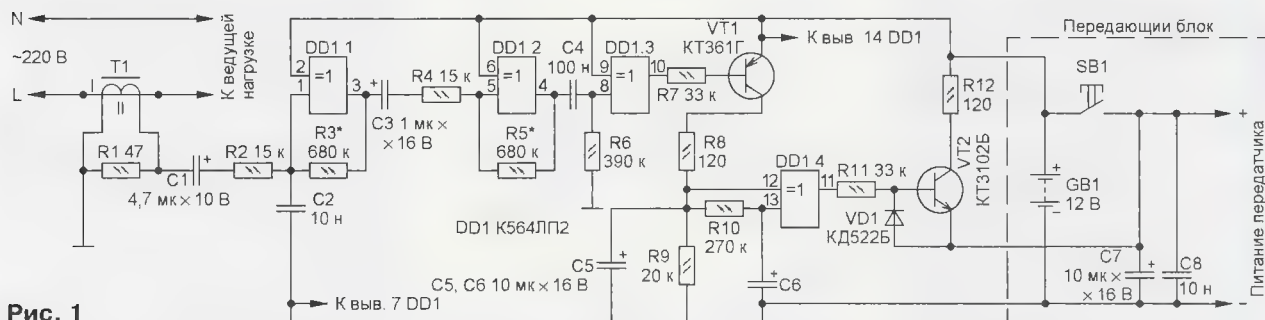 N
~220 В
L
T1
I
II
К ведущей
нагрузке
R1 47
C1
4,7 мк × 10 В
R2 15 к
2
1
DD1 1
=1
3
R3*
680 к
C2
10 н
C3 1 мк ×
× 16 В
R4 15 к
6
5
DD1 2
=1
4
R5*
680 к
C4
100 н
9
8
DD1.3
=1
10
R6
390 к
R7 33 к
VT1
КТ361Г
К выв. 14 DD1
R8
120
DD1 К564ЛП2
К выв. 7 DD1
C5
C5, C6 10 мк × 16 В
R9
20 к
R10
270 к
C6
12
13
DD1 4
=1
11
R11 33 к
VD1
КД522Б
R12
120
VT2
КТ3102Б
Передающии блок
SB1
+
GB1
12 В
+
−
C7
10 мк ×
× 16 В
C8
10 н
−
Питание передатчика
Рис. 1